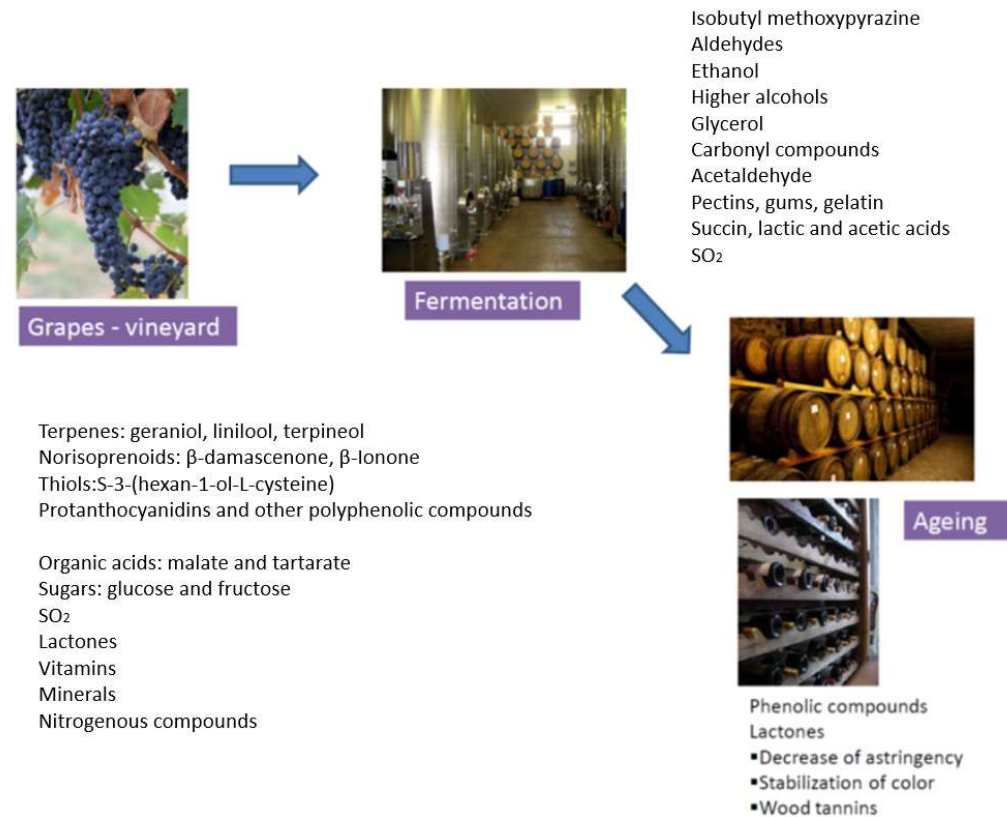 Isobutyl methoxypyrazine
Aldehydes
Ethanol
Higher alcohols
Glycerol
Carbonyl compounds
Acetaldehyde
Pectins, gums, gelatin
Succin, lactic and acetic acids
SO₂
Grapes - vineyard
Fermentation
Terpenes: geraniol, linilool, terpineol
Norisoprenoids: β-damascenone, β-Ionone
Thiols:S-3-(hexan-1-ol-L-cysteine)
Protanthocyanidins and other polyphenolic compounds
Organic acids: malate and tartarate
Sugars: glucose and fructose
SO₂
Lactones
Vitamins
Minerals
Nitrogenous compounds
Ageing
Phenolic compounds
Lactones
▪Decrease of astringency
▪Stabilization of color
▪Wood tannins